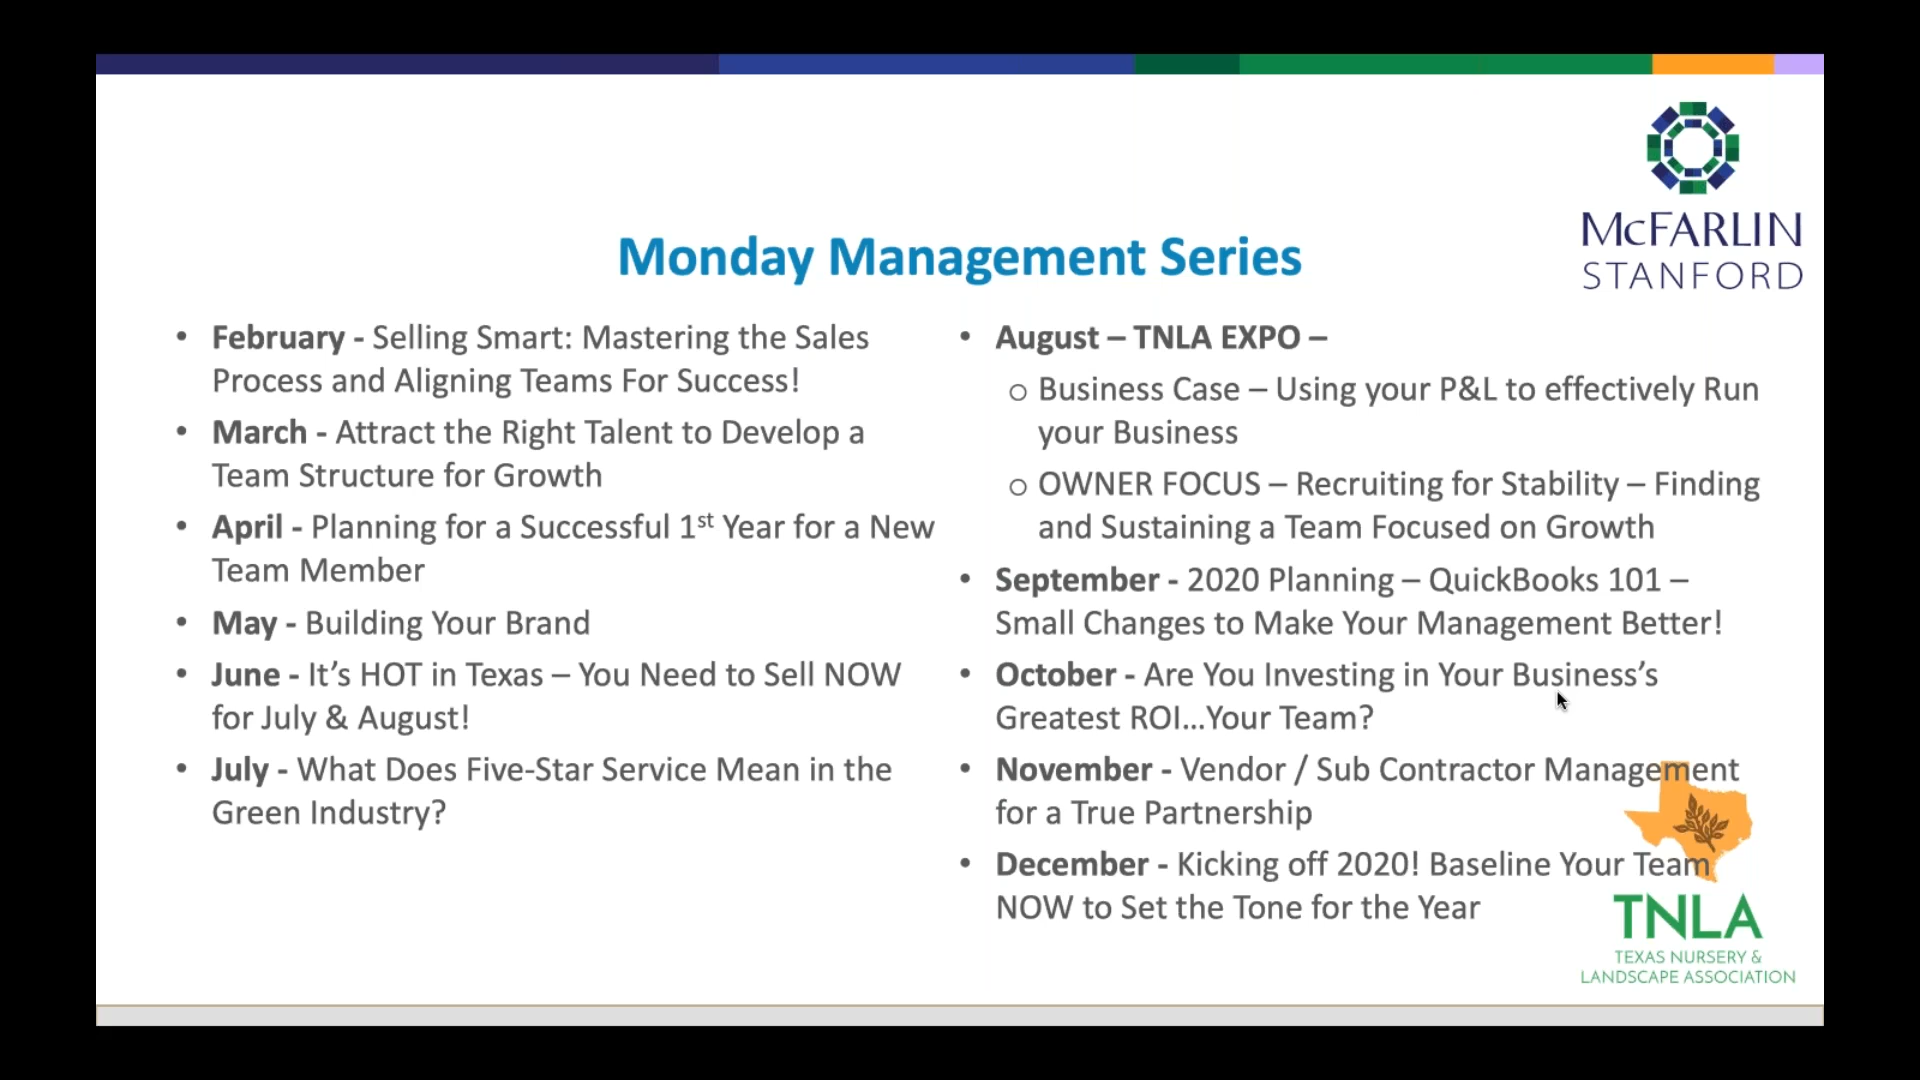 McFARLIN
STANFORD
Monday Management Series
• February - Selling Smart: Mastering the Sales
Process and Aligning Teams For Success!
• March - Attract the Right Talent to Develop a
Team Structure for Growth
• April - Planning for a Successful 1st Year for a New
Team Member
• May - Building Your Brand
• June - It’s HOT in Texas – You Need to Sell NOW
for July & August!
• July - What Does Five-Star Service Mean in the
Green Industry?
• August – TNLA EXPO –
o Business Case – Using your P&L to effectively Run
your Business
o OWNER FOCUS – Recruiting for Stability – Finding
and Sustaining a Team Focused on Growth
• September - 2020 Planning – QuickBooks 101 –
Small Changes to Make Your Management Better!
• October - Are You Investing in Your Business’s
Greatest ROI…Your Team?
• November - Vendor / Sub Contractor Management
for a True Partnership
• December - Kicking off 2020! Baseline Your Team
NOW to Set the Tone for the Year
TNLA
TEXAS NURSERY &
LANDSCAPE ASSOCIATION